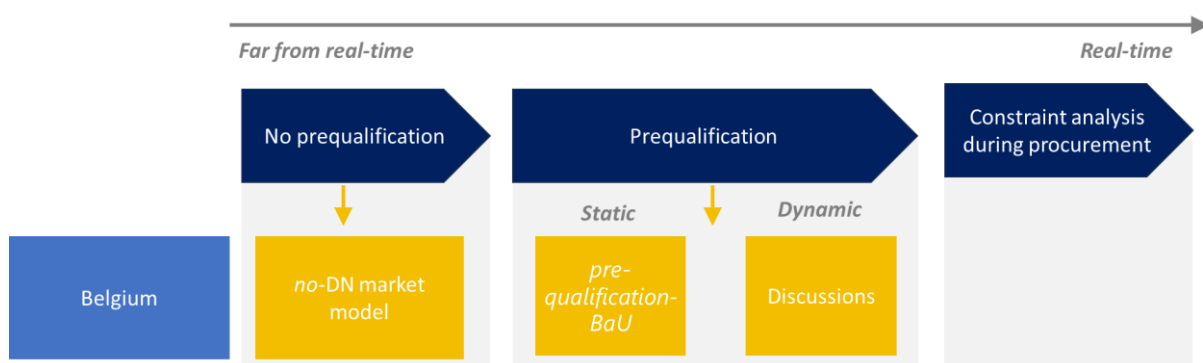 Far from real-time
Real-time
No prequalification
Prequalification
Constraint analysis
during procurement
Static
Dynamic
Belgium
no-DN market
model
pre-
qualification-
BaU
Discussions